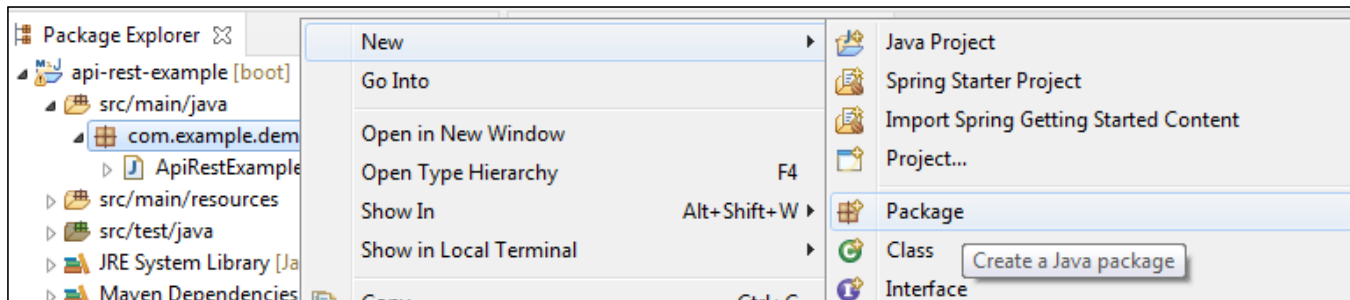 Package Explorer
api-rest-example [boot]
src/main/java
com.example.dem
ApiRestExample
src/main/resources
src/test/java
JRE System Library [Ja
Maven Dependencies
New
Go Into
Open in New Window
Open Type Hierarchy F4
Show In Alt+Shift+W
Show in Local Terminal
Copy Ctrl+C
Java Project
Spring Starter Project
Import Spring Getting Started Content
Project...
Package
Class
Create a Java package
Interface